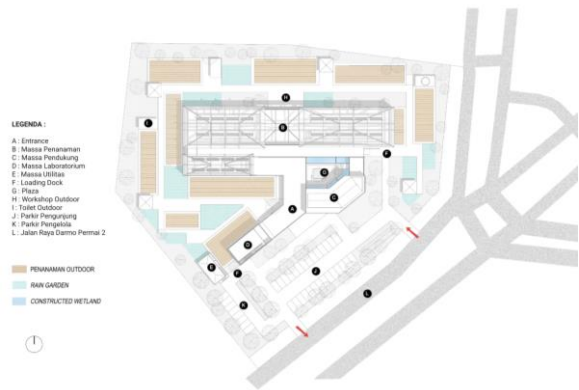 LEGENDA :
A : Entrance
B : Massa Penanaman
C : Massa Pendukung
D : Massa Laboratorium
E : Massa Utilitas
F : Loading Dock
G : Plaza
H : Workshop Outdoor
I : Toilet Outdoor
J : Parkir Pengunjung
K : Parkir Pengelola
L : Jalan Raya Darmo Permai 2
PENANAMAN OUTDOOR
RAIN GARDEN
CONSTRUCTED WETLAND
H
B
I
F
G
C
A
D
E
F
J
K
L